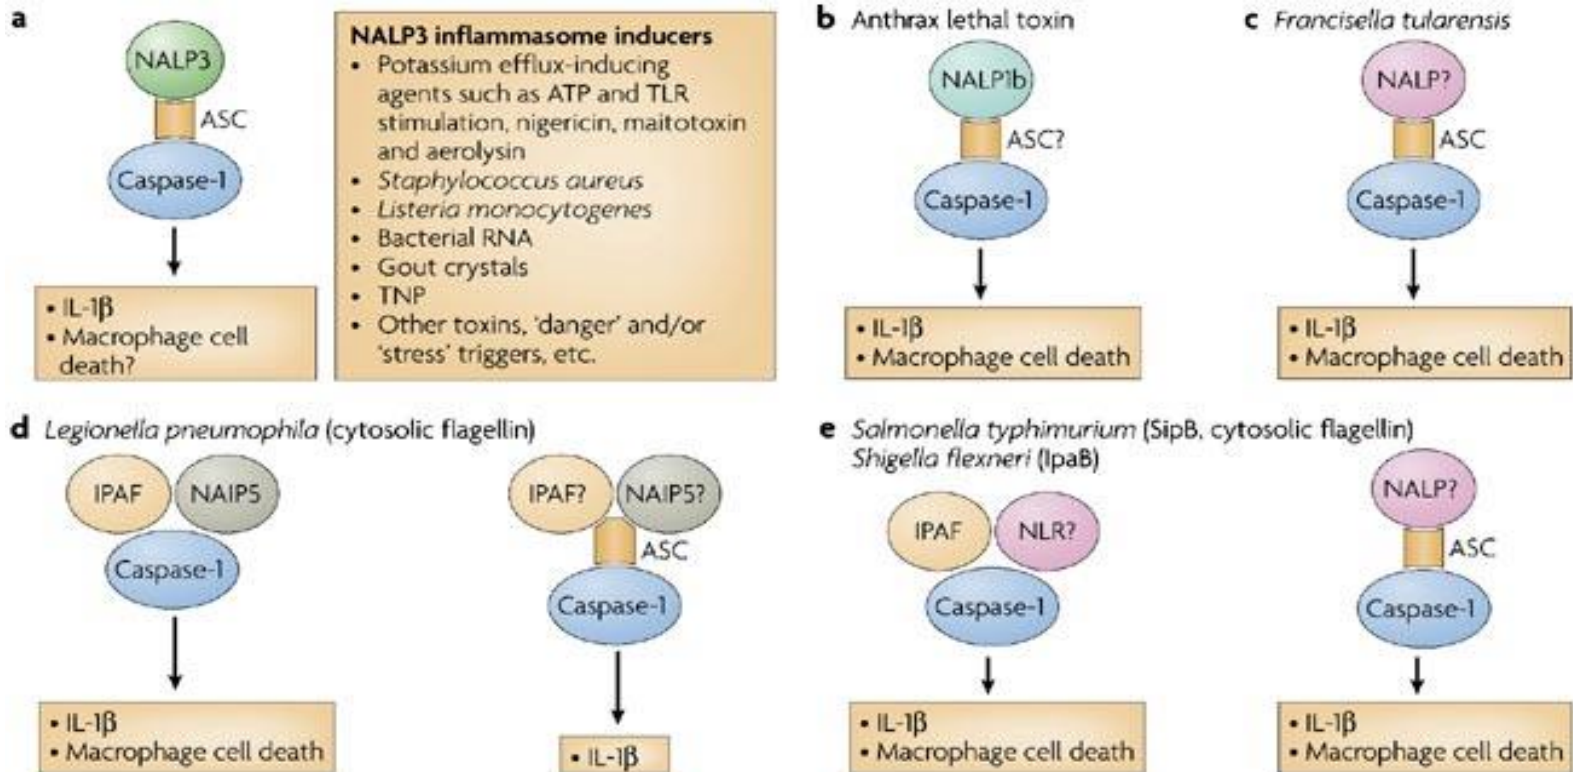 a
NALP3
ASC
Caspase-1
• IL-1β
• Macrophage cell
death?
NALP3 inflammasome inducers
• Potassium efflux-inducing
agents such as ATP and TLR
stimulation, nigericin, maitotoxin
and aerolysin
• Staphylococcus aureus
• Listeria monocytogenes
• Bacterial RNA
• Gout crystals
• TNP
• Other toxins, 'danger' and/or
'stress' triggers, etc.
b Anthrax lethal toxin
NALP1b
ASC?
Caspase-1
• IL-1β
• Macrophage cell death
c Francisella tularensis
NALP?
ASC
Caspase-1
• IL-1β
• Macrophage cell death
d Legionella pneumophila (cytosolic flagellin)
IPAF NAIP5
Caspase-1
• IL-1β
• Macrophage cell death
IPAF? NAIP5?
ASC
Caspase-1
• IL-1β
e Salmonella typhimurium (SipB, cytosolic flagellin)
Shigella flexneri (IpaB)
IPAF NLR?
Caspase-1
• IL-1β
• Macrophage cell death
NALP?
ASC
Caspase-1
• IL-1β
• Macrophage cell death